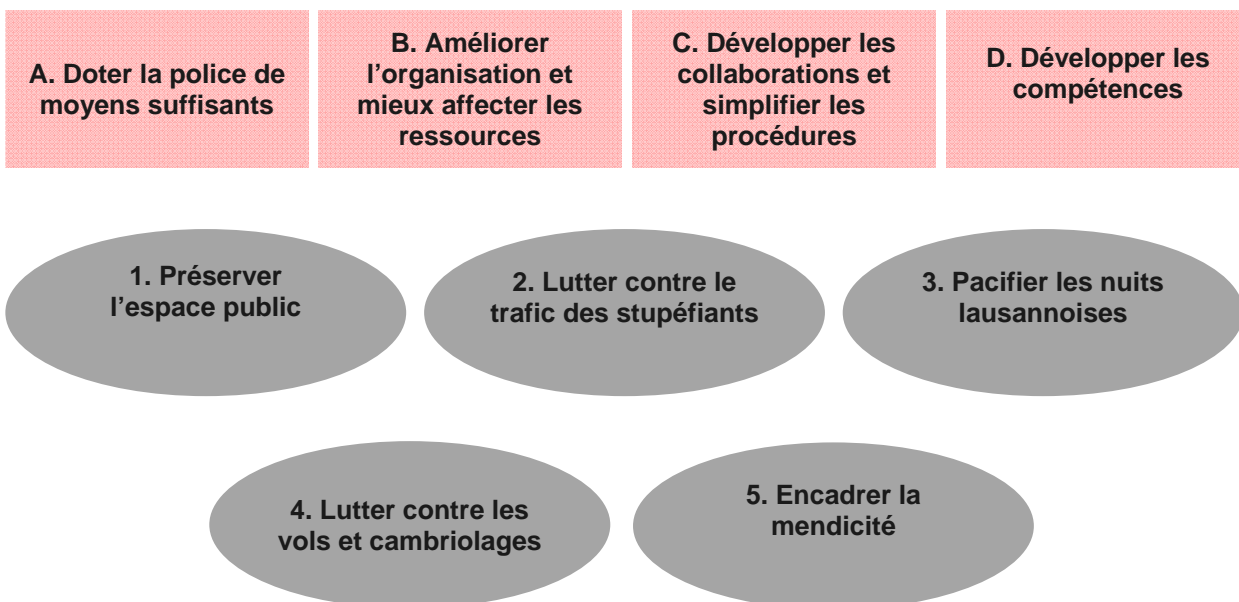 A. Doter la police de
moyens suffisants
B. Améliorer
l’organisation et
mieux affecter les
ressources
C. Développer les
collaborations et
simplifier les
procédures
D. Développer les
compétences
1. Préserver
l’espace public
2. Lutter contre le
trafic des stupéfiants
3. Pacifier les nuits
lausannoises
4. Lutter contre les
vols et cambriolages
5. Encadrer la
mendicité